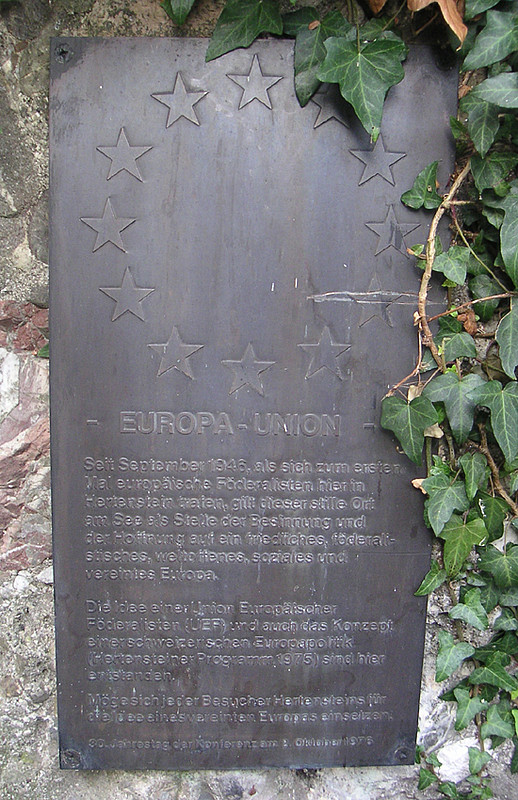 - EUROPA-UNION -
Seit September 1946, als sich zum ersten
Mal europäische Föderalisten hier in
Hertenstein trafen, gilt dieser stille Ort
am See als Stelle der Besinnung und
der Hoffnung auf ein friedliches, föderali-
stisches, weltoffenes, soziales und
vereintes Europa.
Die Idee einer Union Europäischer
Föderalisten (UEF) und auch das Konzept
einer schweizerischen Europapolitik
(Hertensteiner Programm, 1975) sind hier
entstanden.
Möge sich jeder Besucher Hertensteins für
die Idee eines vereinten Europas einsetzen.
30. Jahrestag der Konferenz am Oktober 1976